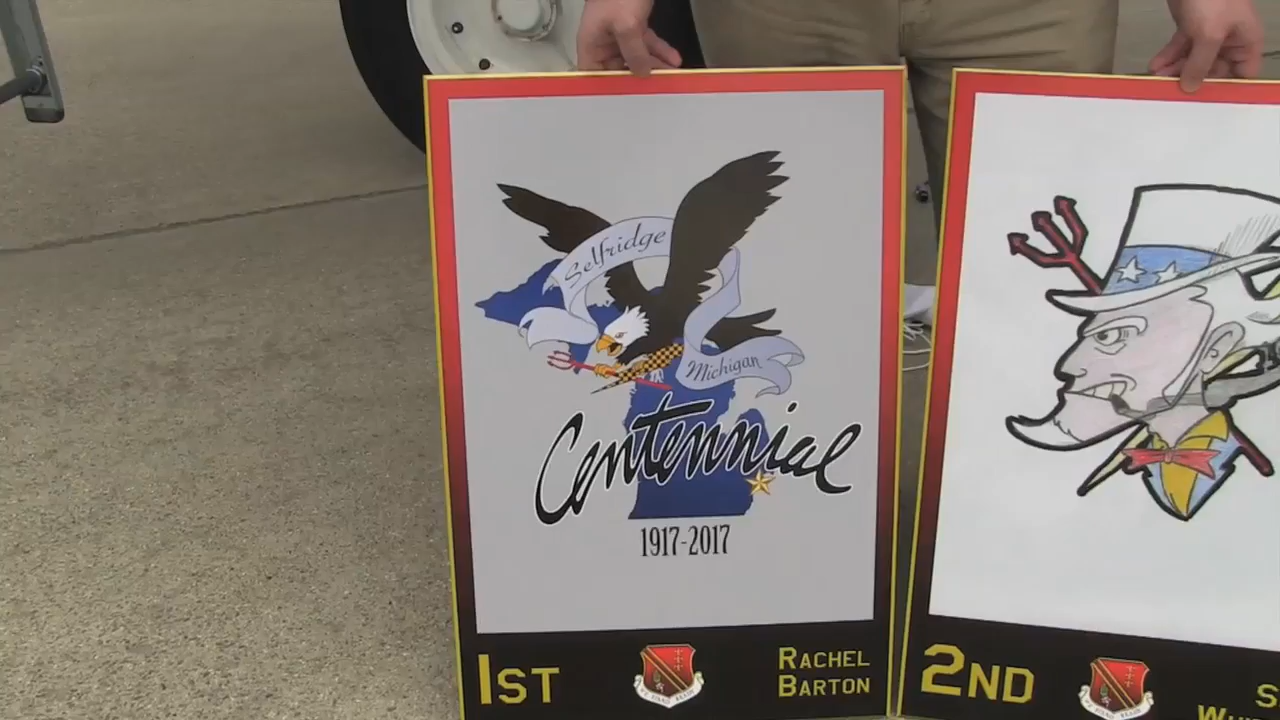 Selfridge
Michigan
Centennial
1917-2017
1ST
RACHEL
BARTON
2ND